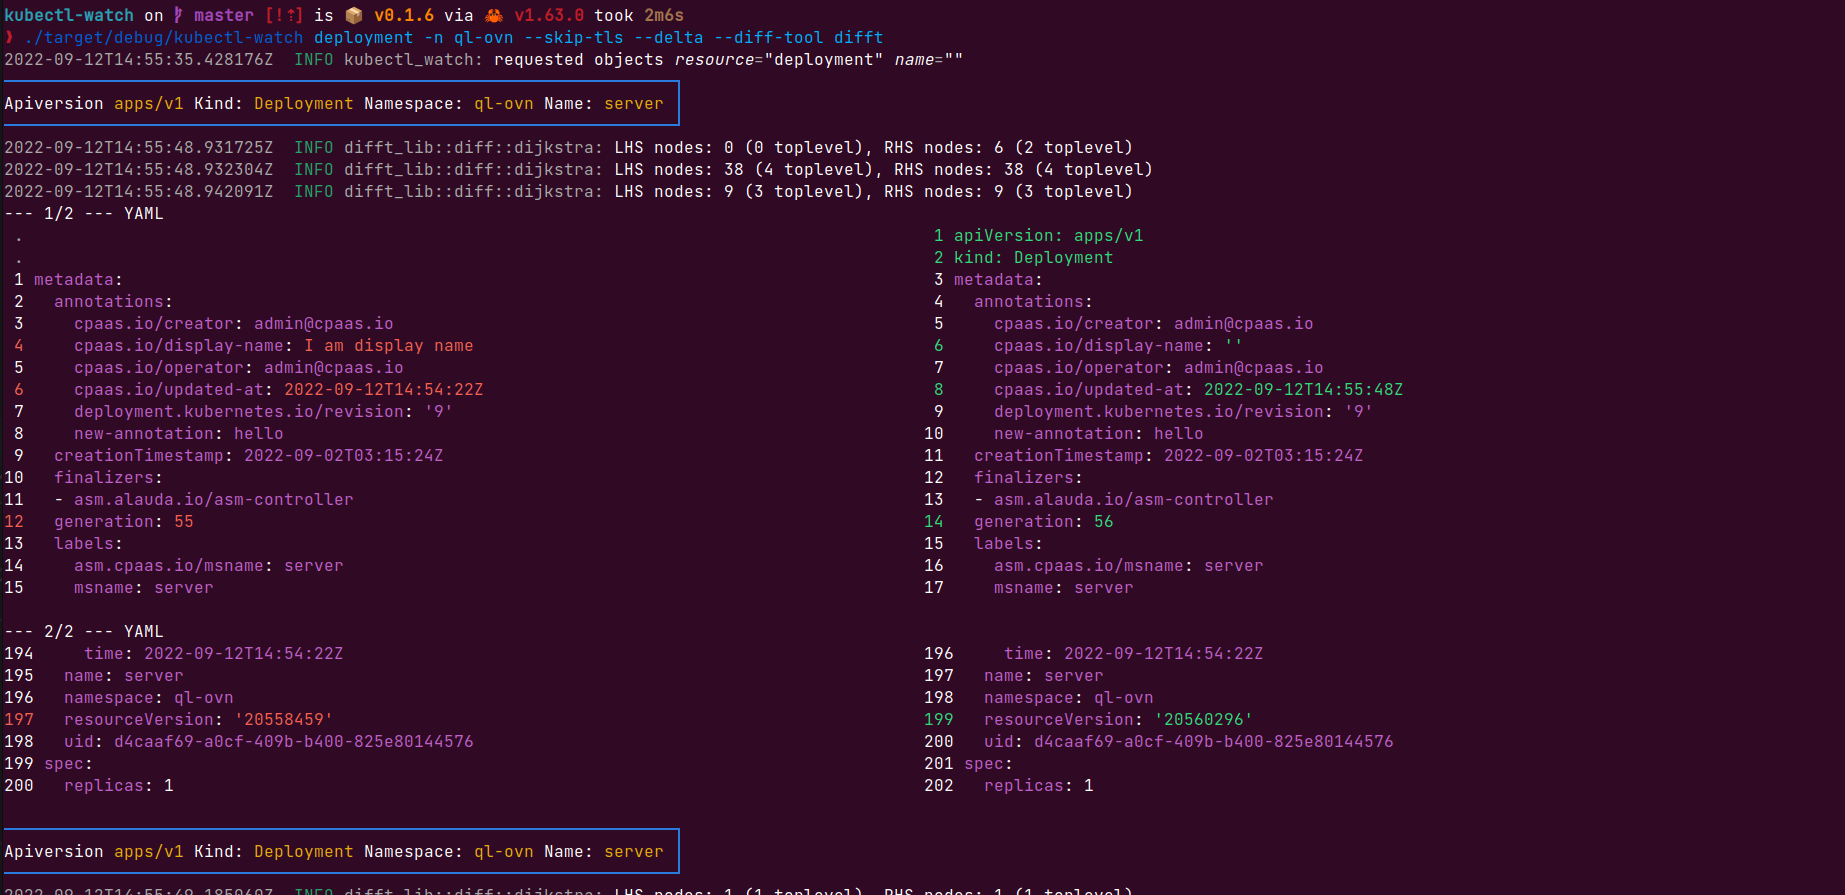 kubectl-watch on master [!⇡] is 📦 v0.1.6 via 🦀 v1.63.0 took 2m6s
❯ ./target/debug/kubectl-watch deployment -n ql-ovn --skip-tls --delta --diff-tool difft
2022-09-12T14:55:35.428176Z  INFO kubectl_watch: requested objects resource="deployment" name=""
Apiversion apps/v1 Kind: Deployment Namespace: ql-ovn Name: server
2022-09-12T14:55:48.931725Z  INFO difft_lib::diff::dijkstra: LHS nodes: 0 (0 toplevel), RHS nodes: 6 (2 toplevel)
2022-09-12T14:55:48.932304Z  INFO difft_lib::diff::dijkstra: LHS nodes: 38 (4 toplevel), RHS nodes: 38 (4 toplevel)
2022-09-12T14:55:48.942091Z  INFO difft_lib::diff::dijkstra: LHS nodes: 9 (3 toplevel), RHS nodes: 9 (3 toplevel)
--- 1/2 --- YAML
 .                                             1 apiVersion: apps/v1
 .                                             2 kind: Deployment
 1 metadata:                                   3 metadata:
 2   annotations:                              4   annotations:
 3     cpaas.io/creator: admin@cpaas.io        5     cpaas.io/creator: admin@cpaas.io
 4     cpaas.io/display-name: I am display name        6     cpaas.io/display-name: ''
 5     cpaas.io/operator: admin@cpaas.io       7     cpaas.io/operator: admin@cpaas.io
 6     cpaas.io/updated-at: 2022-09-12T14:54:22Z       8     cpaas.io/updated-at: 2022-09-12T14:55:48Z
 7     deployment.kubernetes.io/revision: '9'  9     deployment.kubernetes.io/revision: '9'
 8     new-annotation: hello                  10     new-annotation: hello
 9   creationTimestamp: 2022-09-02T03:15:24Z  11   creationTimestamp: 2022-09-02T03:15:24Z
10   finalizers:                              12   finalizers:
11   - asm.alauda.io/asm-controller           13   - asm.alauda.io/asm-controller
12   generation: 55                           14   generation: 56
13   labels:                                  15   labels:
14     asm.cpaas.io/msname: server            16     asm.cpaas.io/msname: server
15     msname: server                         17     msname: server
--- 2/2 --- YAML
194     time: 2022-09-12T14:54:22Z            196     time: 2022-09-12T14:54:22Z
195   name: server                            197   name: server
196   namespace: ql-ovn                       198   namespace: ql-ovn
197   resourceVersion: '20558459'             199   resourceVersion: '20560296'
198   uid: d4caaf69-a0cf-409b-b400-825e80144576       200   uid: d4caaf69-a0cf-409b-b400-825e80144576
199 spec:                                     201 spec:
200   replicas: 1                             202   replicas: 1
Apiversion apps/v1 Kind: Deployment Namespace: ql-ovn Name: server
2022-09-12T14:55:49.185060Z  INFO difft_lib::diff::dijkstra: LHS nodes: 1 (1 toplevel), RHS nodes: 1 (1 toplevel)